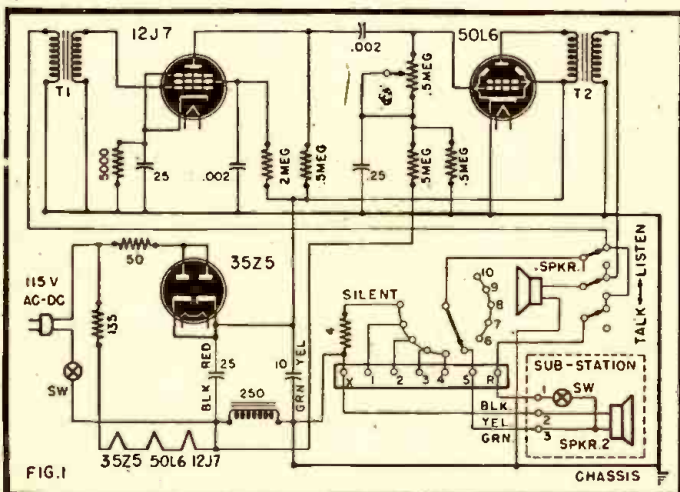 12J7
50L6
T1
.002
.5MEG
T2
5000
25
.002
2MEG
.5MEG
.25
.5MEG
.5MEG
115 V
AC-DC
SW
50
35Z5
135
25
RED
BLK
250
10
YEL
GRN
35Z5 50L6 12J7
SILENT
4
10
9
8
7
6
X 1 2 3 4 5 R
SPKR.1
TALK LISTEN
SUB-STATION
1 SW
BLK.
2
YEL
3
GRN.
SPKR.2
CHASSIS
FIG.1